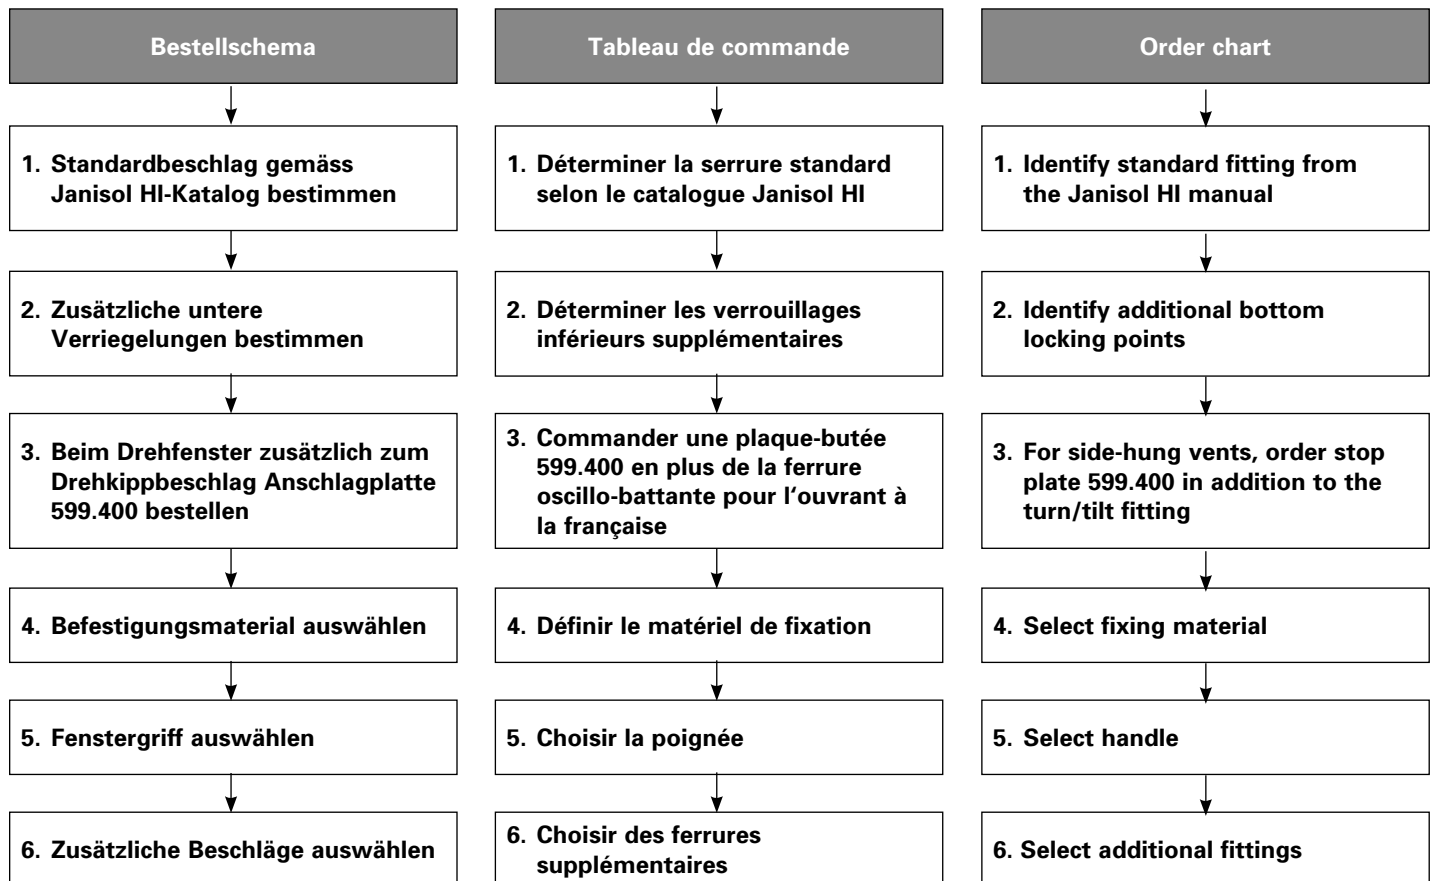 Bestellschema
1. Standardbeschlag gemäss
Janisol HI-Katalog bestimmen
2. Zusätzliche untere
Verriegelungen bestimmen
3. Beim Drehfenster zusätzlich zum
Drehkippbeschlag Anschlagplatte
599.400 bestellen
4. Befestigungsmaterial auswählen
5. Fenstergriff auswählen
6. Zusätzliche Beschläge auswählen
Tableau de commande
1. Déterminer la serrure standard
selon le catalogue Janisol HI
2. Déterminer les verrouillages
inférieurs supplémentaires
3. Commander une plaque-butée
599.400 en plus de la ferrure
oscillo-battante pour l‘ouvrant à
la française
4. Définir le matériel de fixation
5. Choisir la poignée
6. Choisir des ferrures
supplémentaires
Order chart
1. Identify standard fitting from
the Janisol HI manual
2. Identify additional bottom
locking points
3. For side-hung vents, order stop
plate 599.400 in addition to the
turn/tilt fitting
4. Select fixing material
5. Select handle
6. Select additional fittings